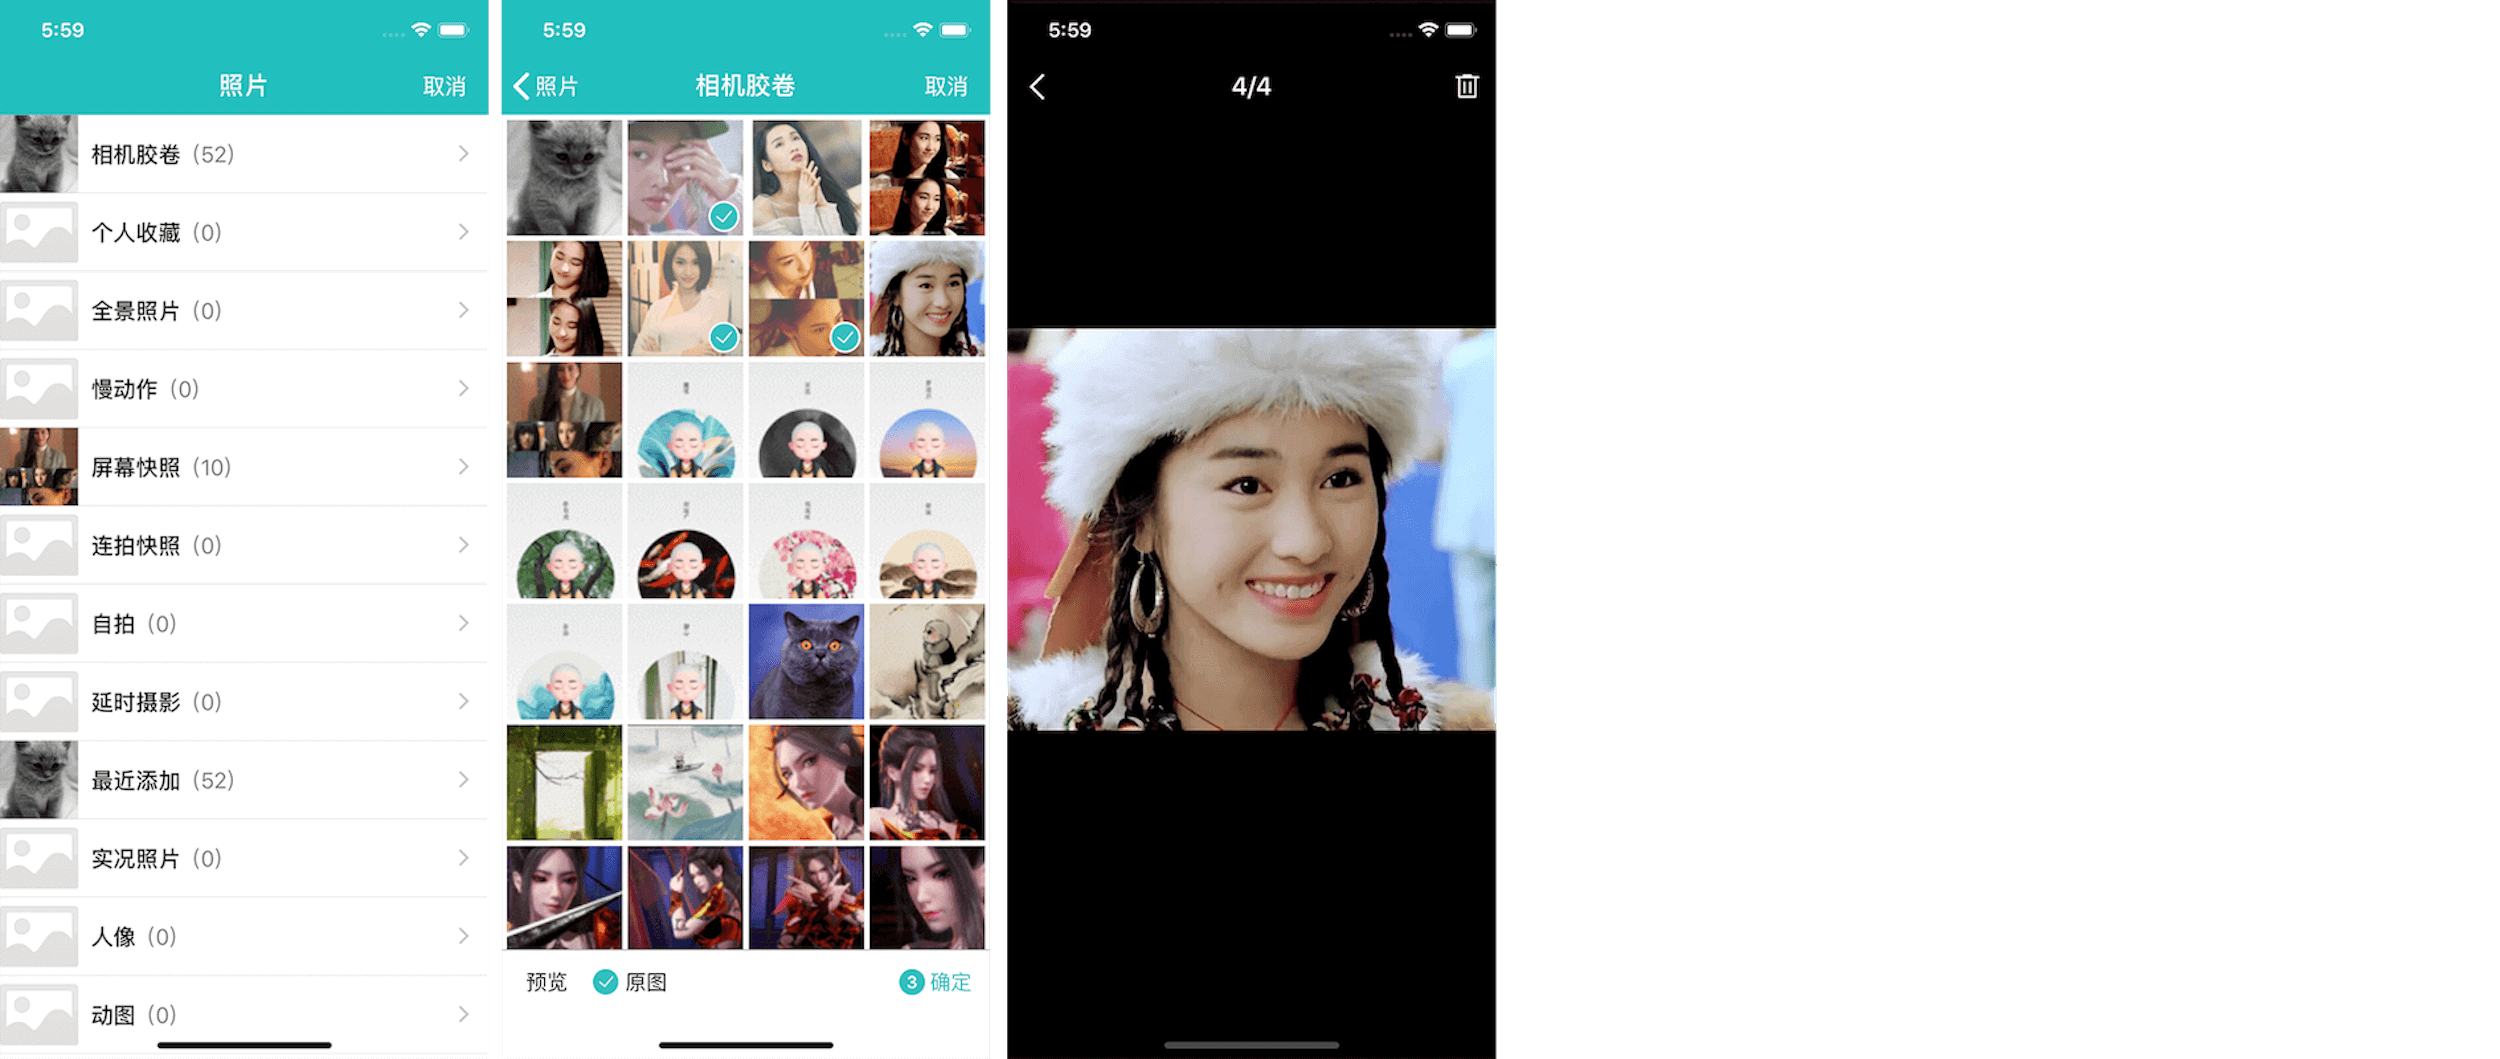 5:59
照片
取消
相机胶卷 (52)
个人收藏 (0)
全景照片 (0)
慢动作 (0)
屏幕快照 (10)
连拍快照 (0)
自拍 (0)
延时摄影 (0)
最近添加 (52)
实况照片 (0)
人像 (0)
动图 (0)
5:59
照片
相机胶卷
取消
预览
原图
3 确定
5:59
4/4